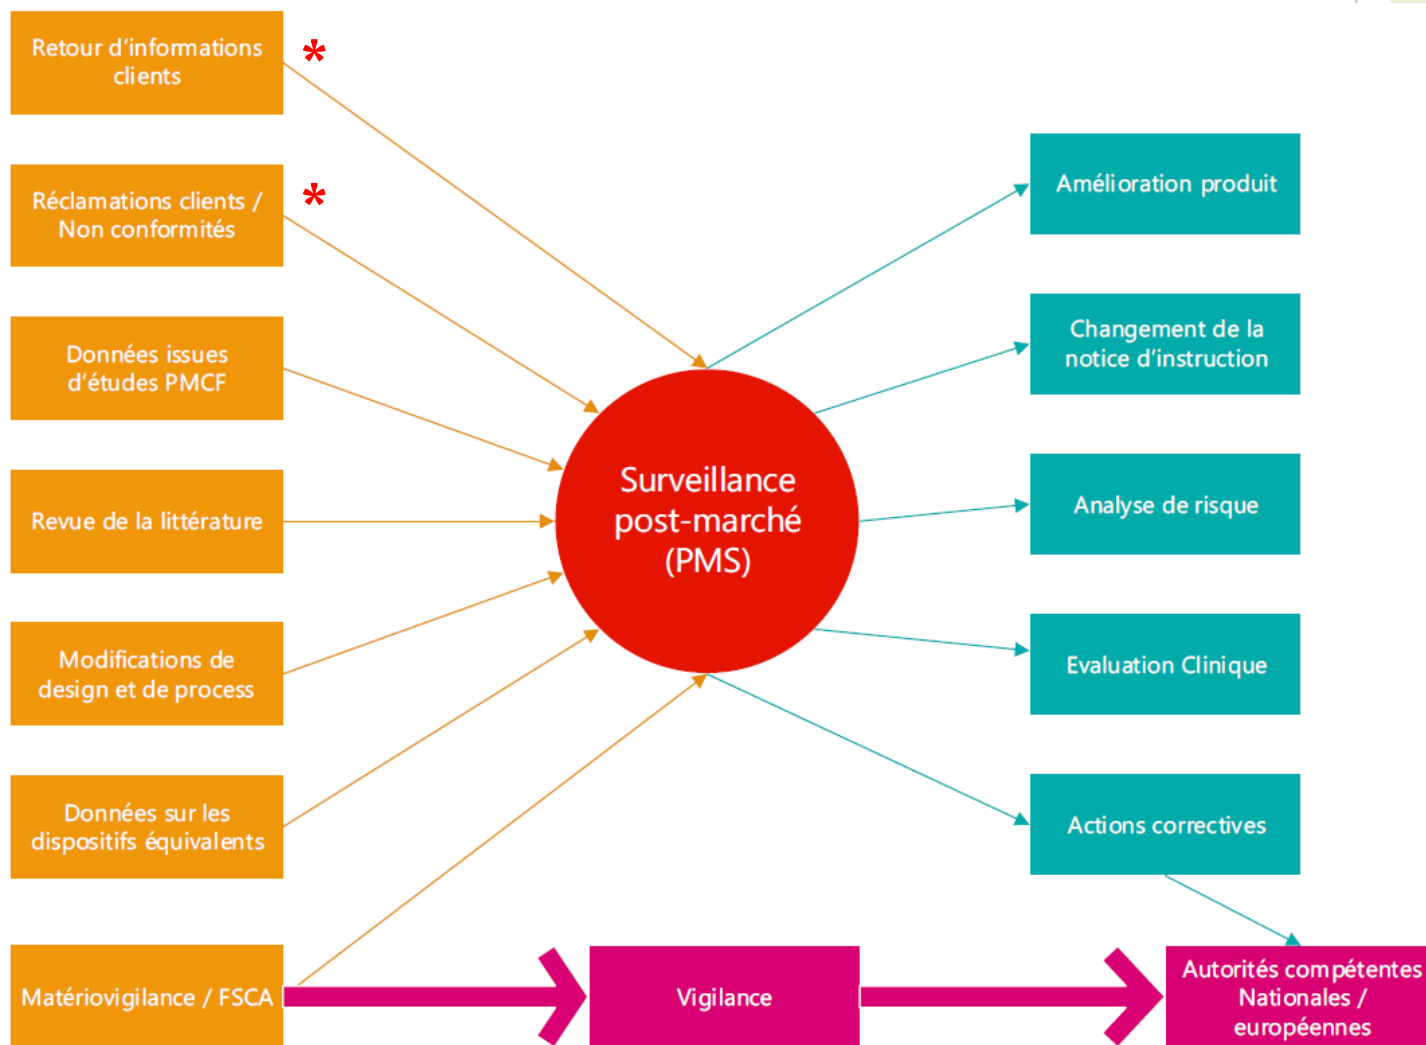 Retour d'informations
clients
*
Réclamations clients /
Non conformités
*
Données issues
d'études PMCF
Revue de la littérature
Modifications de
design et de process
Données sur les
dispositifs équivalents
Matériovigilance / FSCA
Surveillance
post-marché
(PMS)
Amélioration produit
Changement de la
notice d'instruction
Analyse de risque
Evaluation Clinique
Actions correctives
Vigilance
Autorités compétentes
Nationales /
européennes